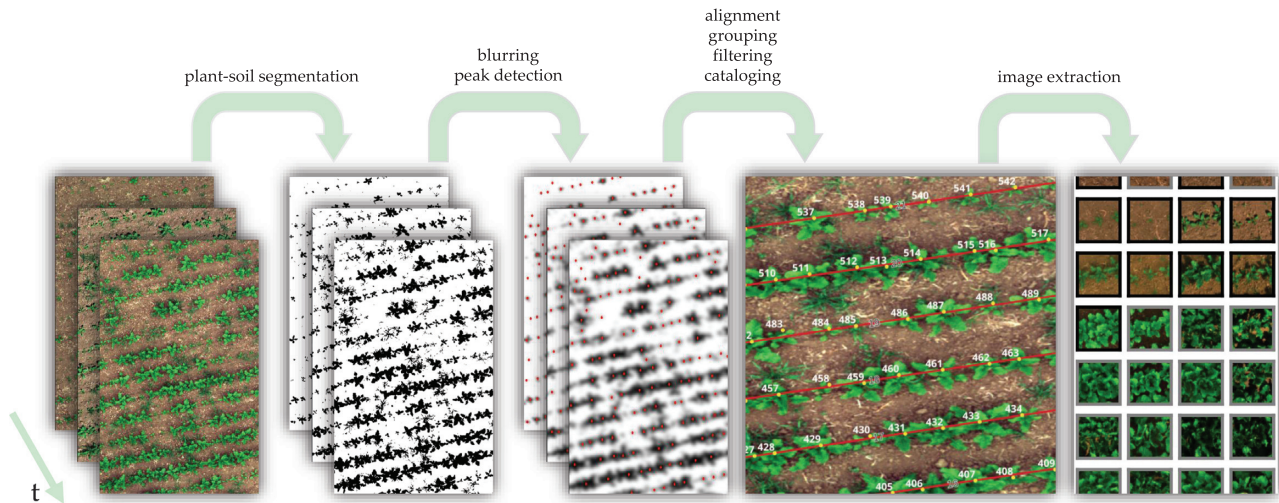 plant-soil segmentation
blurring
peak detection
alignment
grouping
filtering
cataloging
image extraction
t
537 538 539 540 541 542
510 511 512 513 514 515 516 517
2 483 484 485 486 487 488 489
457 458 459 460 461 462 463
27 428 429 430 431 432 433 434
405 406 407 408 409